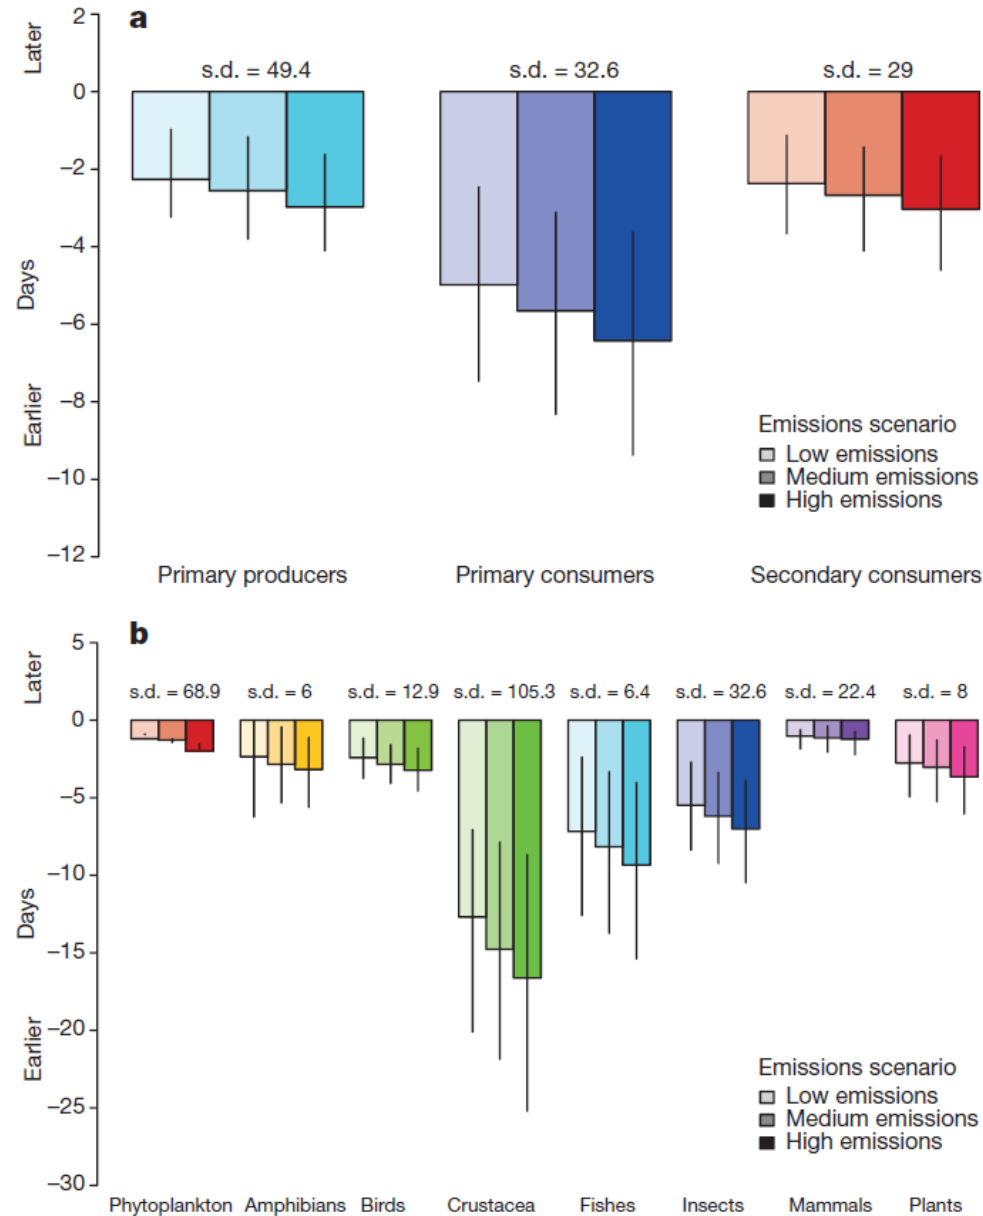 a
Later
2
0
−2
−4
−6
−8
−10
−12
Days
Earlier
s.d. = 49.4
s.d. = 32.6
s.d. = 29
Emissions scenario
Low emissions
Medium emissions
High emissions
Primary producers
Primary consumers
Secondary consumers
b
Later
5
0
−5
−10
−15
−20
−25
−30
Days
Earlier
s.d. = 68.9
s.d. = 6
s.d. = 12.9
s.d. = 105.3
s.d. = 6.4
s.d. = 32.6
s.d. = 22.4
s.d. = 8
Emissions scenario
Low emissions
Medium emissions
High emissions
Phytoplankton
Amphibians
Birds
Crustacea
Fishes
Insects
Mammals
Plants